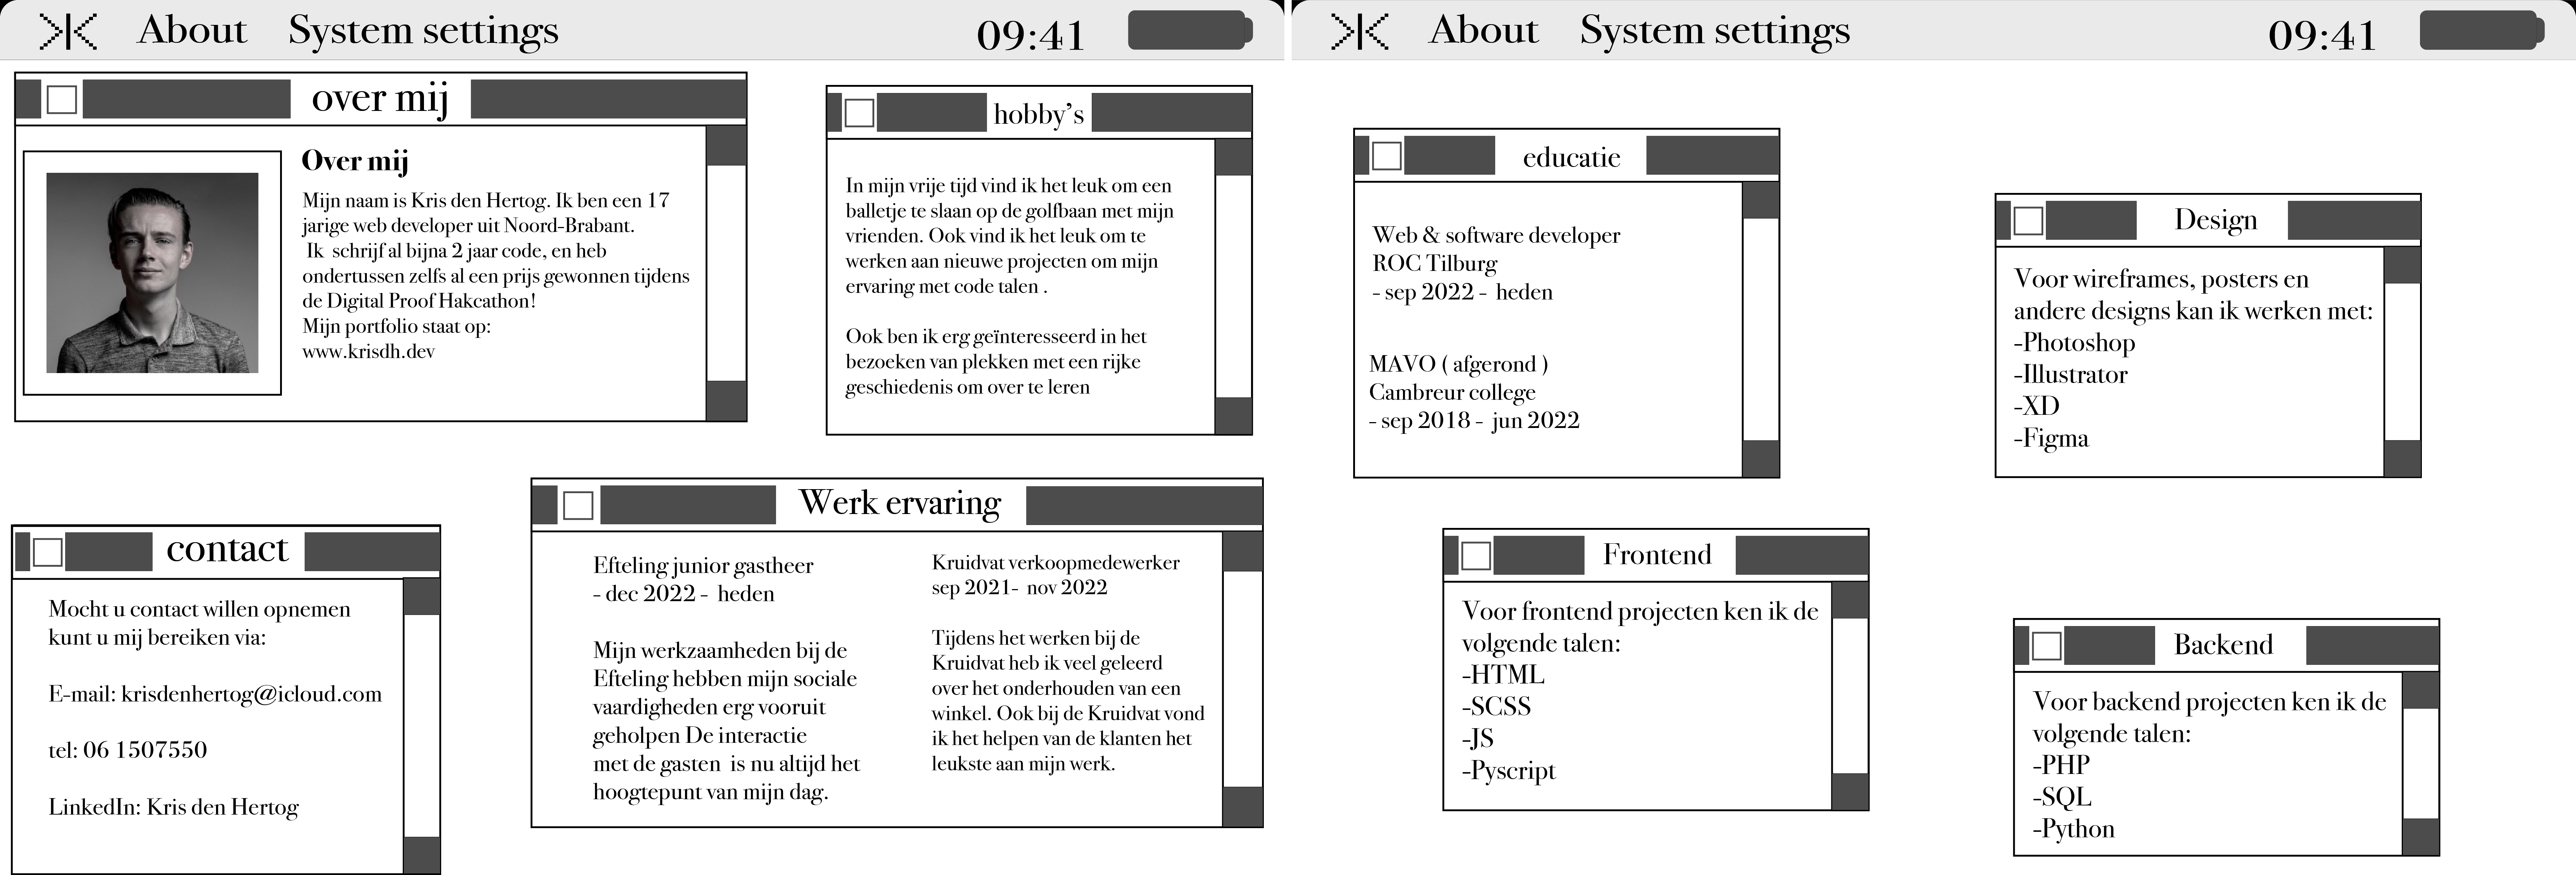 About System settings 09:41
over mij
Over mij
Mijn naam is Kris den Hertog. Ik ben een 17
jarige web developer uit Noord-Brabant.
Ik schrijf al bijna 2 jaar code, en heb
ondertussen zelfs al een prijs gewonnen tijdens
de Digital Proof Hakcathon!
Mijn portfolio staat op:
www.krisdh.dev
hobby’s
In mijn vrije tijd vind ik het leuk om een
balletje te slaan op de golfbaan met mijn
vrienden. Ook vind ik het leuk om te
werken aan nieuwe projecten om mijn
ervaring met code talen .
Ook ben ik erg geïnteresseerd in het
bezoeken van plekken met een rijke
geschiedenis om over te leren
contact
Mocht u contact willen opnemen
kunt u mij bereiken via:
E-mail: krisdenhertog@icloud.com
tel: 06 1507550
LinkedIn: Kris den Hertog
Werk ervaring
Efteling junior gastheer
- dec 2022 - heden
Mijn werkzaamheden bij de
Efteling hebben mijn sociale
vaardigheden erg vooruit
geholpen De interactie
met de gasten is nu altijd het
hoogtepunt van mijn dag.
Kruidvat verkoopmedewerker
sep 2021- nov 2022
Tijdens het werken bij de
Kruidvat heb ik veel geleerd
over het onderhouden van een
winkel. Ook bij de Kruidvat vond
ik het helpen van de klanten het
leukste aan mijn werk.
About System settings 09:41
educatie
Web & software developer
ROC Tilburg
- sep 2022 - heden
MAVO ( afgerond )
Cambreur college
- sep 2018 - jun 2022
Design
Voor wireframes, posters en
andere designs kan ik werken met:
-Photoshop
-Illustrator
-XD
-Figma
Frontend
Voor frontend projecten ken ik de
volgende talen:
-HTML
-SCSS
-JS
-Pyscript
Backend
Voor backend projecten ken ik de
volgende talen:
-PHP
-SQL
-Python